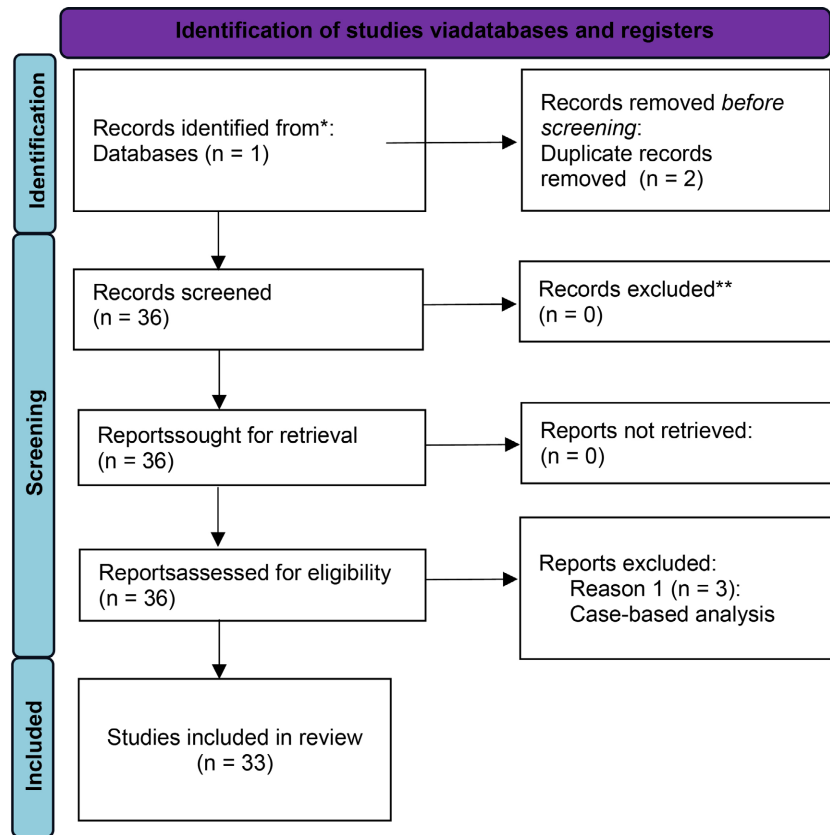 Identification of studies viadatabases and registers
Identification
Records identified from*:
Databases (n = 1)
Records removed before
screening:
Duplicate records
removed (n = 2)
Screening
Records screened
(n = 36)
Records excluded**
(n = 0)
Reportssought for retrieval
(n = 36)
Reports not retrieved:
(n = 0)
Reportsassessed for eligibility
(n = 36)
Reports excluded:
Reason 1 (n = 3):
Case-based analysis
Included
Studies included in review
(n = 33)